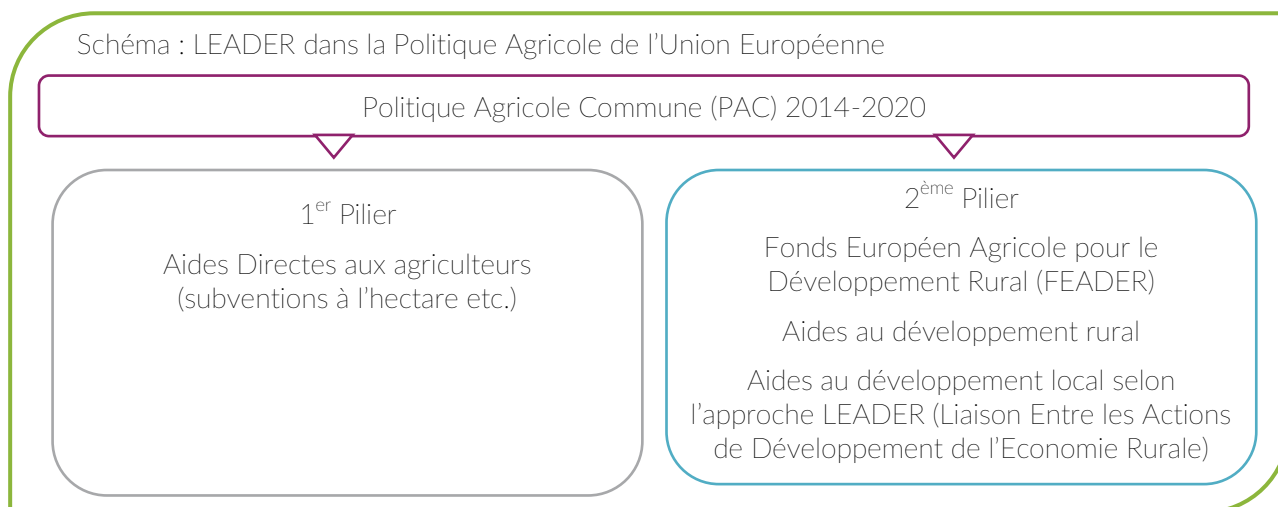 Schéma : LEADER dans la Politique Agricole de l’Union Européenne
Politique Agricole Commune (PAC) 2014-2020
1er Pilier
Aides Directes aux agriculteurs
(subventions à l’hectare etc.)
2ème Pilier
Fonds Européen Agricole pour le
Développement Rural (FEADER)
Aides au développement rural
Aides au développement local selon
l’approche LEADER (Liaison Entre les Actions
de Développement de l’Economie Rurale)